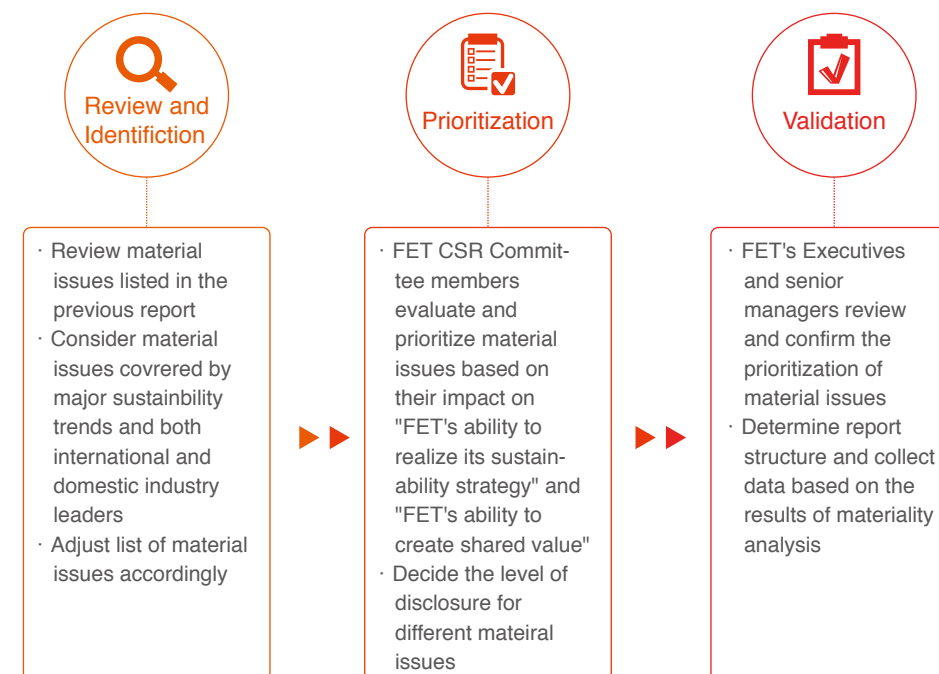 Review and
Identifiction
· Review material
issues listed in the
previous report
· Consider material
issues covrered by
major sustainbility
trends and both
international and
domestic industry
leaders
· Adjust list of material
issues accordingly
Prioritization
· FET CSR Commit-
tee members
evaluate and
prioritize material
issues based on
their impact on
"FET's ability to
realize its sustain-
ability strategy" and
"FET's ability to
create shared value"
· Decide the level of
disclosure for
different mateiral
issues
Validation
· FET's Executives
and senior
managers review
and confirm the
prioritization of
material issues
· Determine report
structure and collect
data based on the
results of materiality
analysis